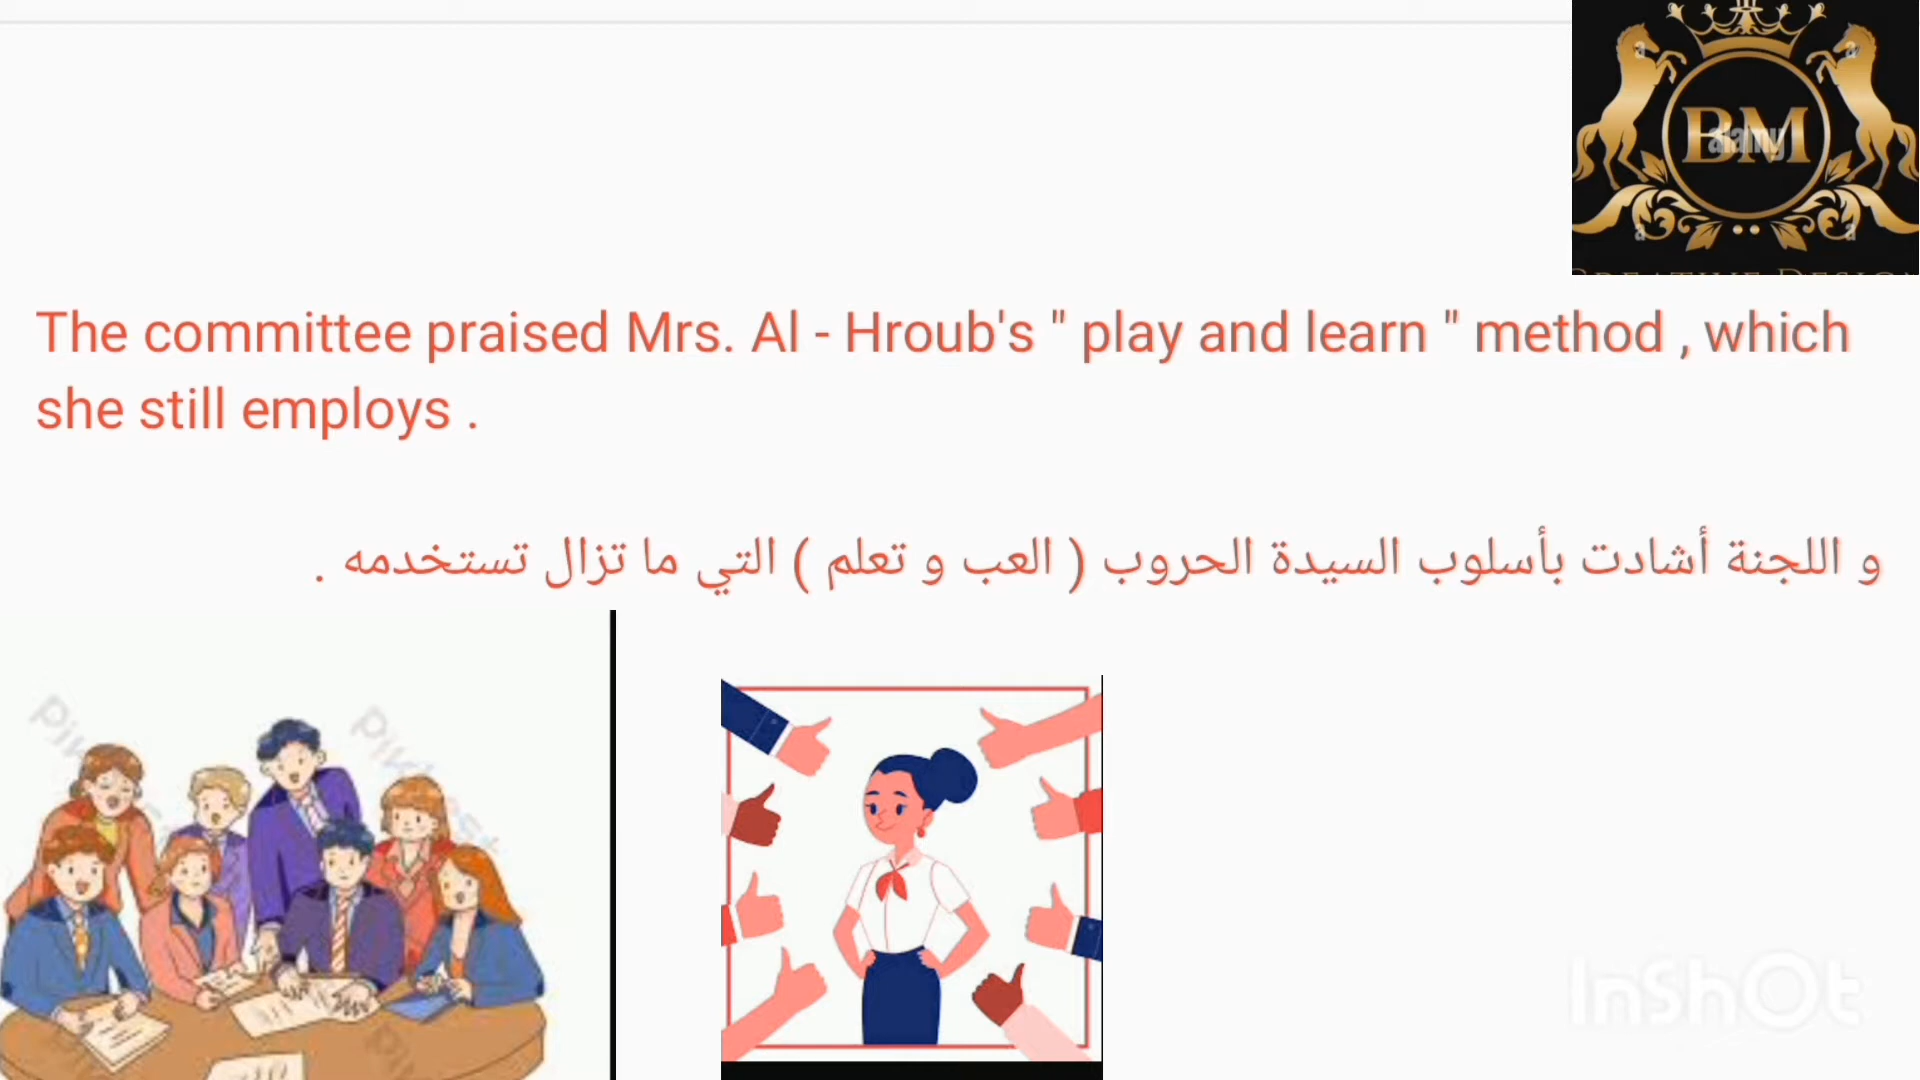 BM
alamy
The committee praised Mrs. Al - Hroub's " play and learn " method , which
she still employs .
و اللجنة أشادت بأسلوب السيدة الحروب ( العب و تعلم ) التي ما تزال تستخدمه .
InShOt